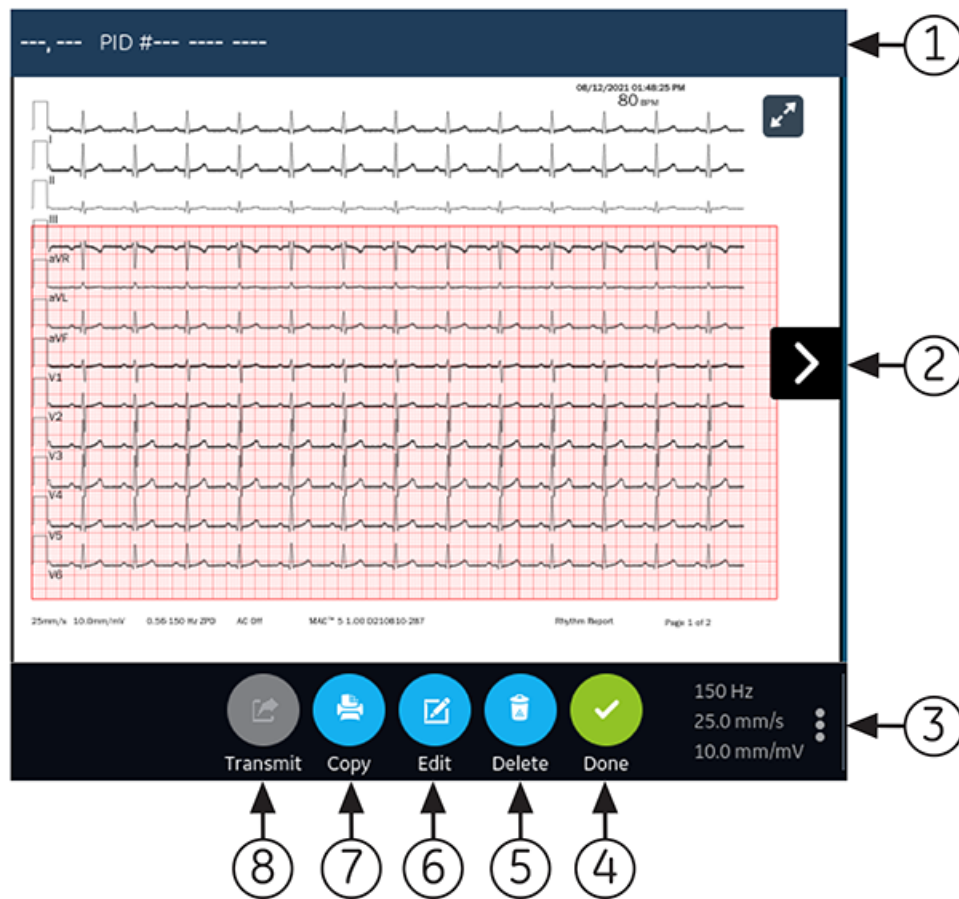 ---, --- PID #--- ---- ----
1
08/12/2021 01:48:25 PM
80 BPM
I
II
III
aVR
aVL
aVF
V1
2
V2
V3
V4
V5
V6
25mm/s 10.0mm/mV 0.56-150 Hz ZPD AC Off MAC™ 5 1.00 D210810-287 Rhythm Report Page 1 of 2
150 Hz
25.0 mm/s
10.0 mm/mV
3
Transmit Copy Edit Delete Done
8 7 6 5 4